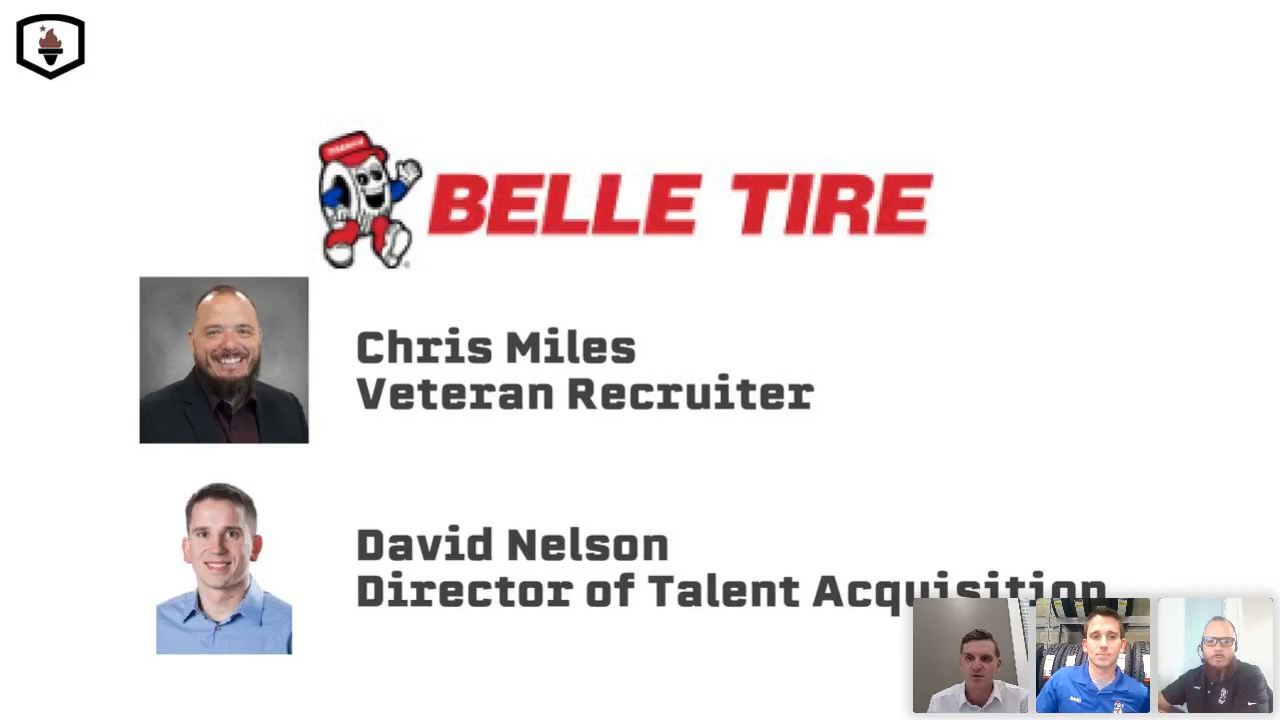 BELLE TIRE
Chris Miles
Veteran Recruiter
David Nelson
Director of Talent Acquisition